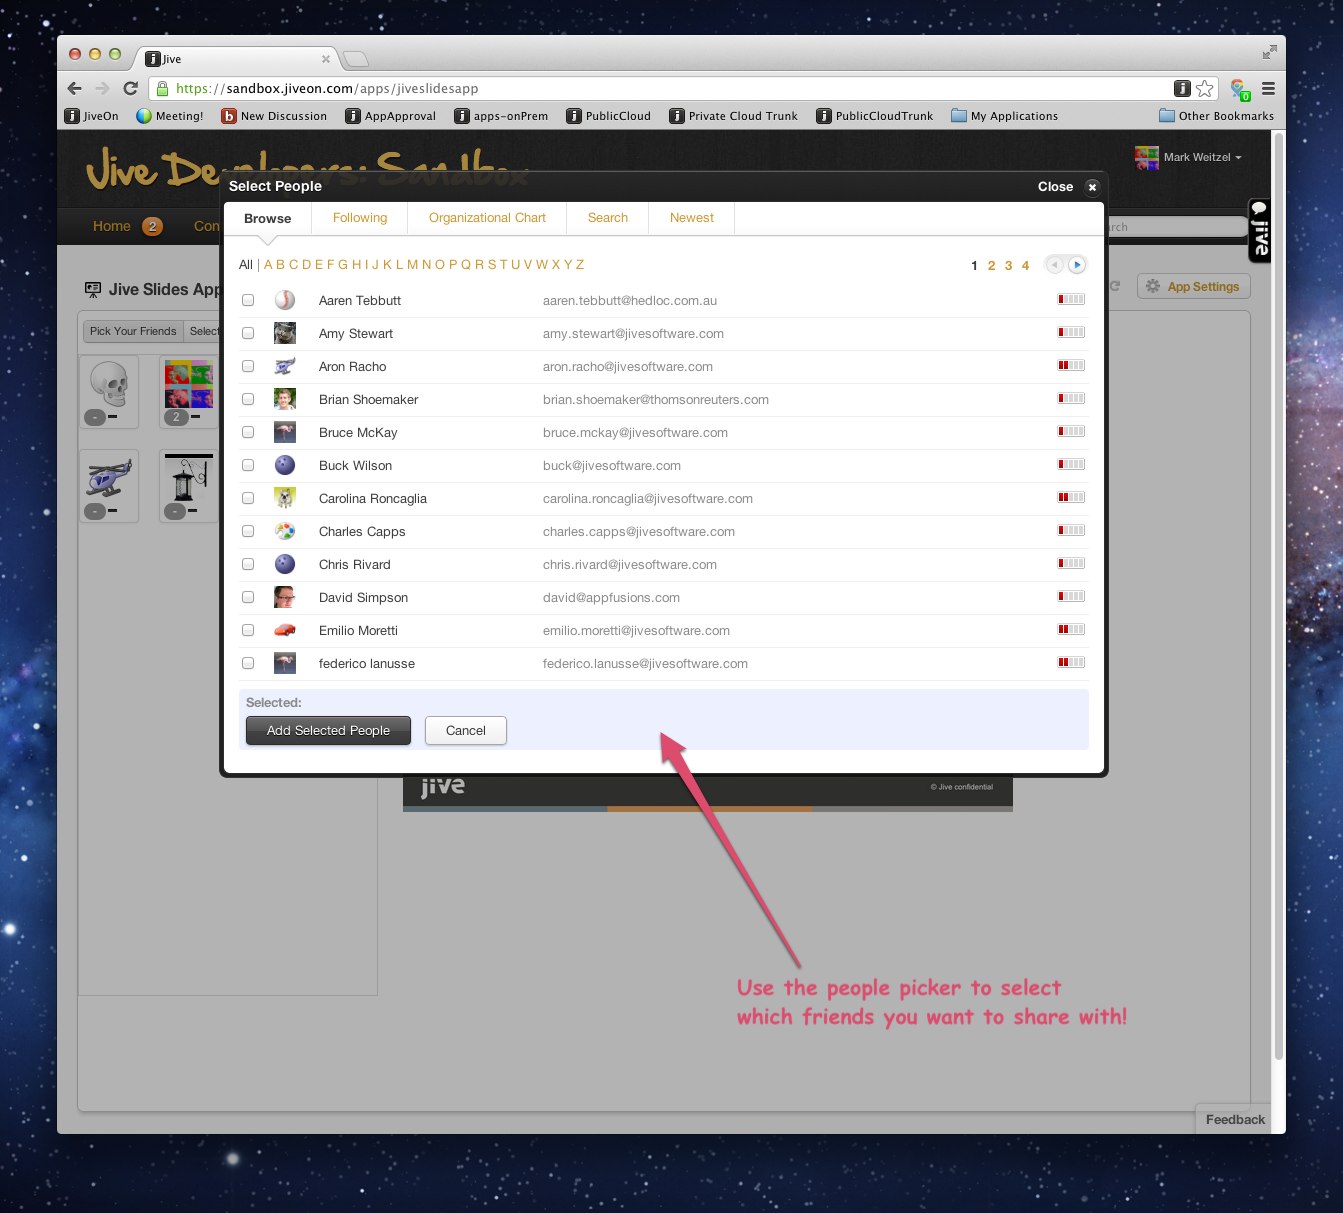 Jive
https://sandbox.jiveon.com/apps/jiveslidesapp
0
JiveOn Meeting! New Discussion AppApproval apps-onPrem PublicCloud Private Cloud Trunk PublicCloudTrunk My Applications Other Bookmarks
Jive Developers: Sandbox
Mark Weitzel
Select People Close
Home 2 Con
Browse Following Organizational Chart Search Newest
rch
jive
All | A B C D E F G H I J K L M N O P Q R S T U V W X Y Z 1 2 3 4
Jive Slides App
App Settings
Pick Your Friends Select
Aaren Tebbutt aaren.tebbutt@hedloc.com.au
Amy Stewart amy.stewart@jivesoftware.com
Aron Racho aron.racho@jivesoftware.com
Brian Shoemaker brian.shoemaker@thomsonreuters.com
- 2
Bruce McKay bruce.mckay@jivesoftware.com
Buck Wilson buck@jivesoftware.com
Carolina Roncaglia carolina.roncaglia@jivesoftware.com
- -
Charles Capps charles.capps@jivesoftware.com
Chris Rivard chris.rivard@jivesoftware.com
David Simpson david@appfusions.com
Emilio Moretti emilio.moretti@jivesoftware.com
federico lanusse federico.lanusse@jivesoftware.com
Selected:
Add Selected People Cancel
jive © Jive confidential
Use the people picker to select
which friends you want to share with!
Feedback